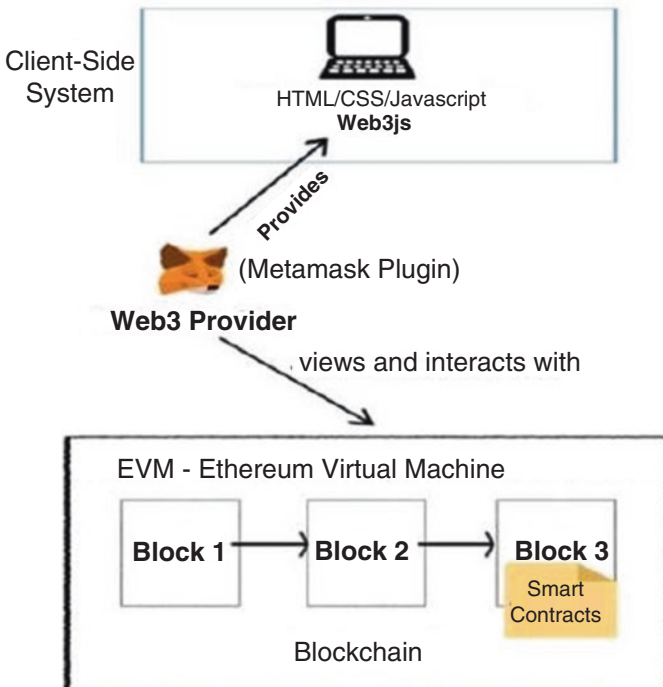 Client-Side
System
HTML/CSS/Javascript
Web3js
Provides
(Metamask Plugin)
Web3 Provider
views and interacts with
EVM - Ethereum Virtual Machine
Block 1
Block 2
Block 3
Smart
Contracts
Blockchain